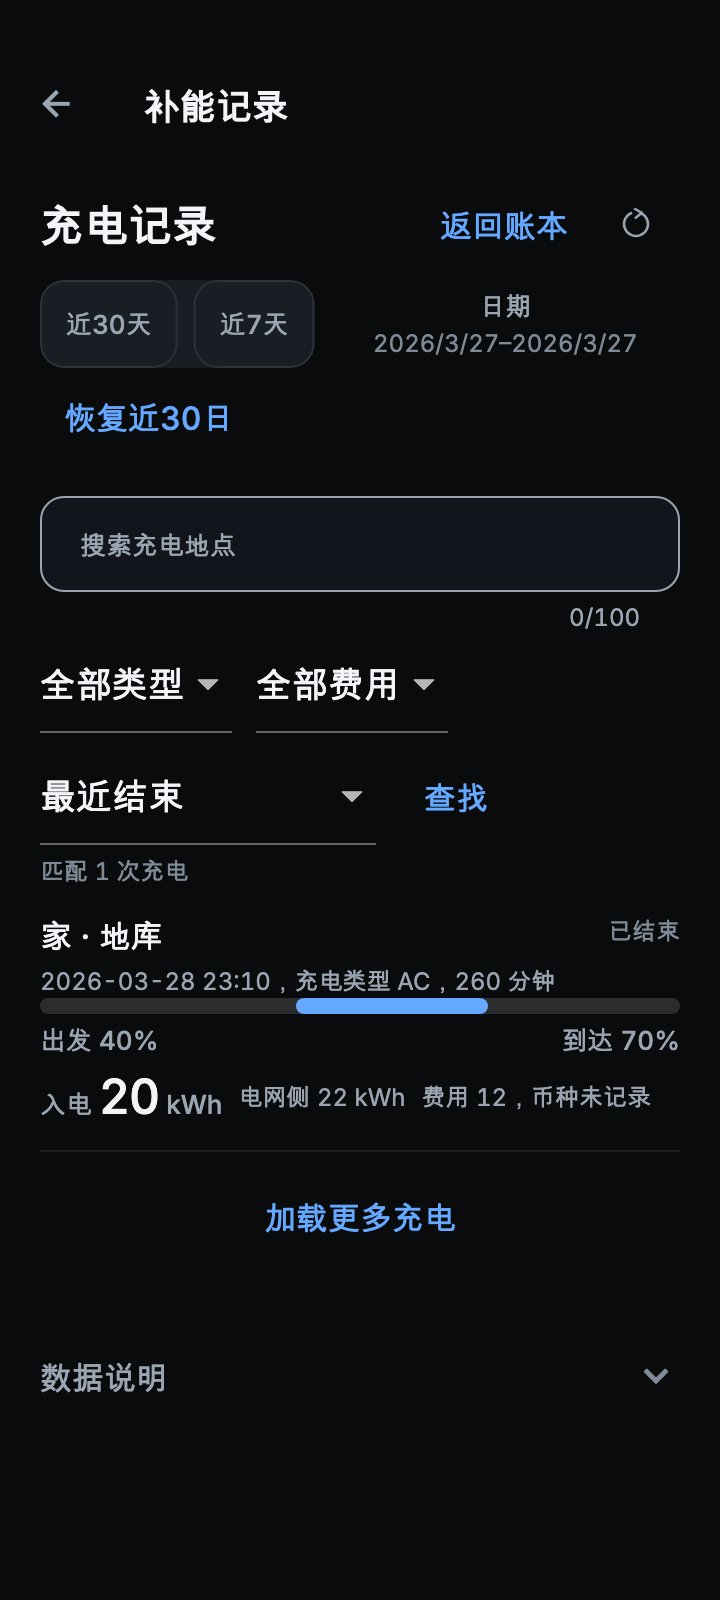 补能记录
充电记录
返回账本
近30天
近7天
日期
2026/3/27–2026/3/27
恢复近30日
搜索充电地点
0/100
全部类型
全部费用
最近结束
查找
匹配 1 次充电
家 · 地库
已结束
2026-03-28 23:10，充电类型 AC，260 分钟
出发 40%
到达 70%
入电 20 kWh
电网侧 22 kWh
费用 12，币种未记录
加载更多充电
数据说明